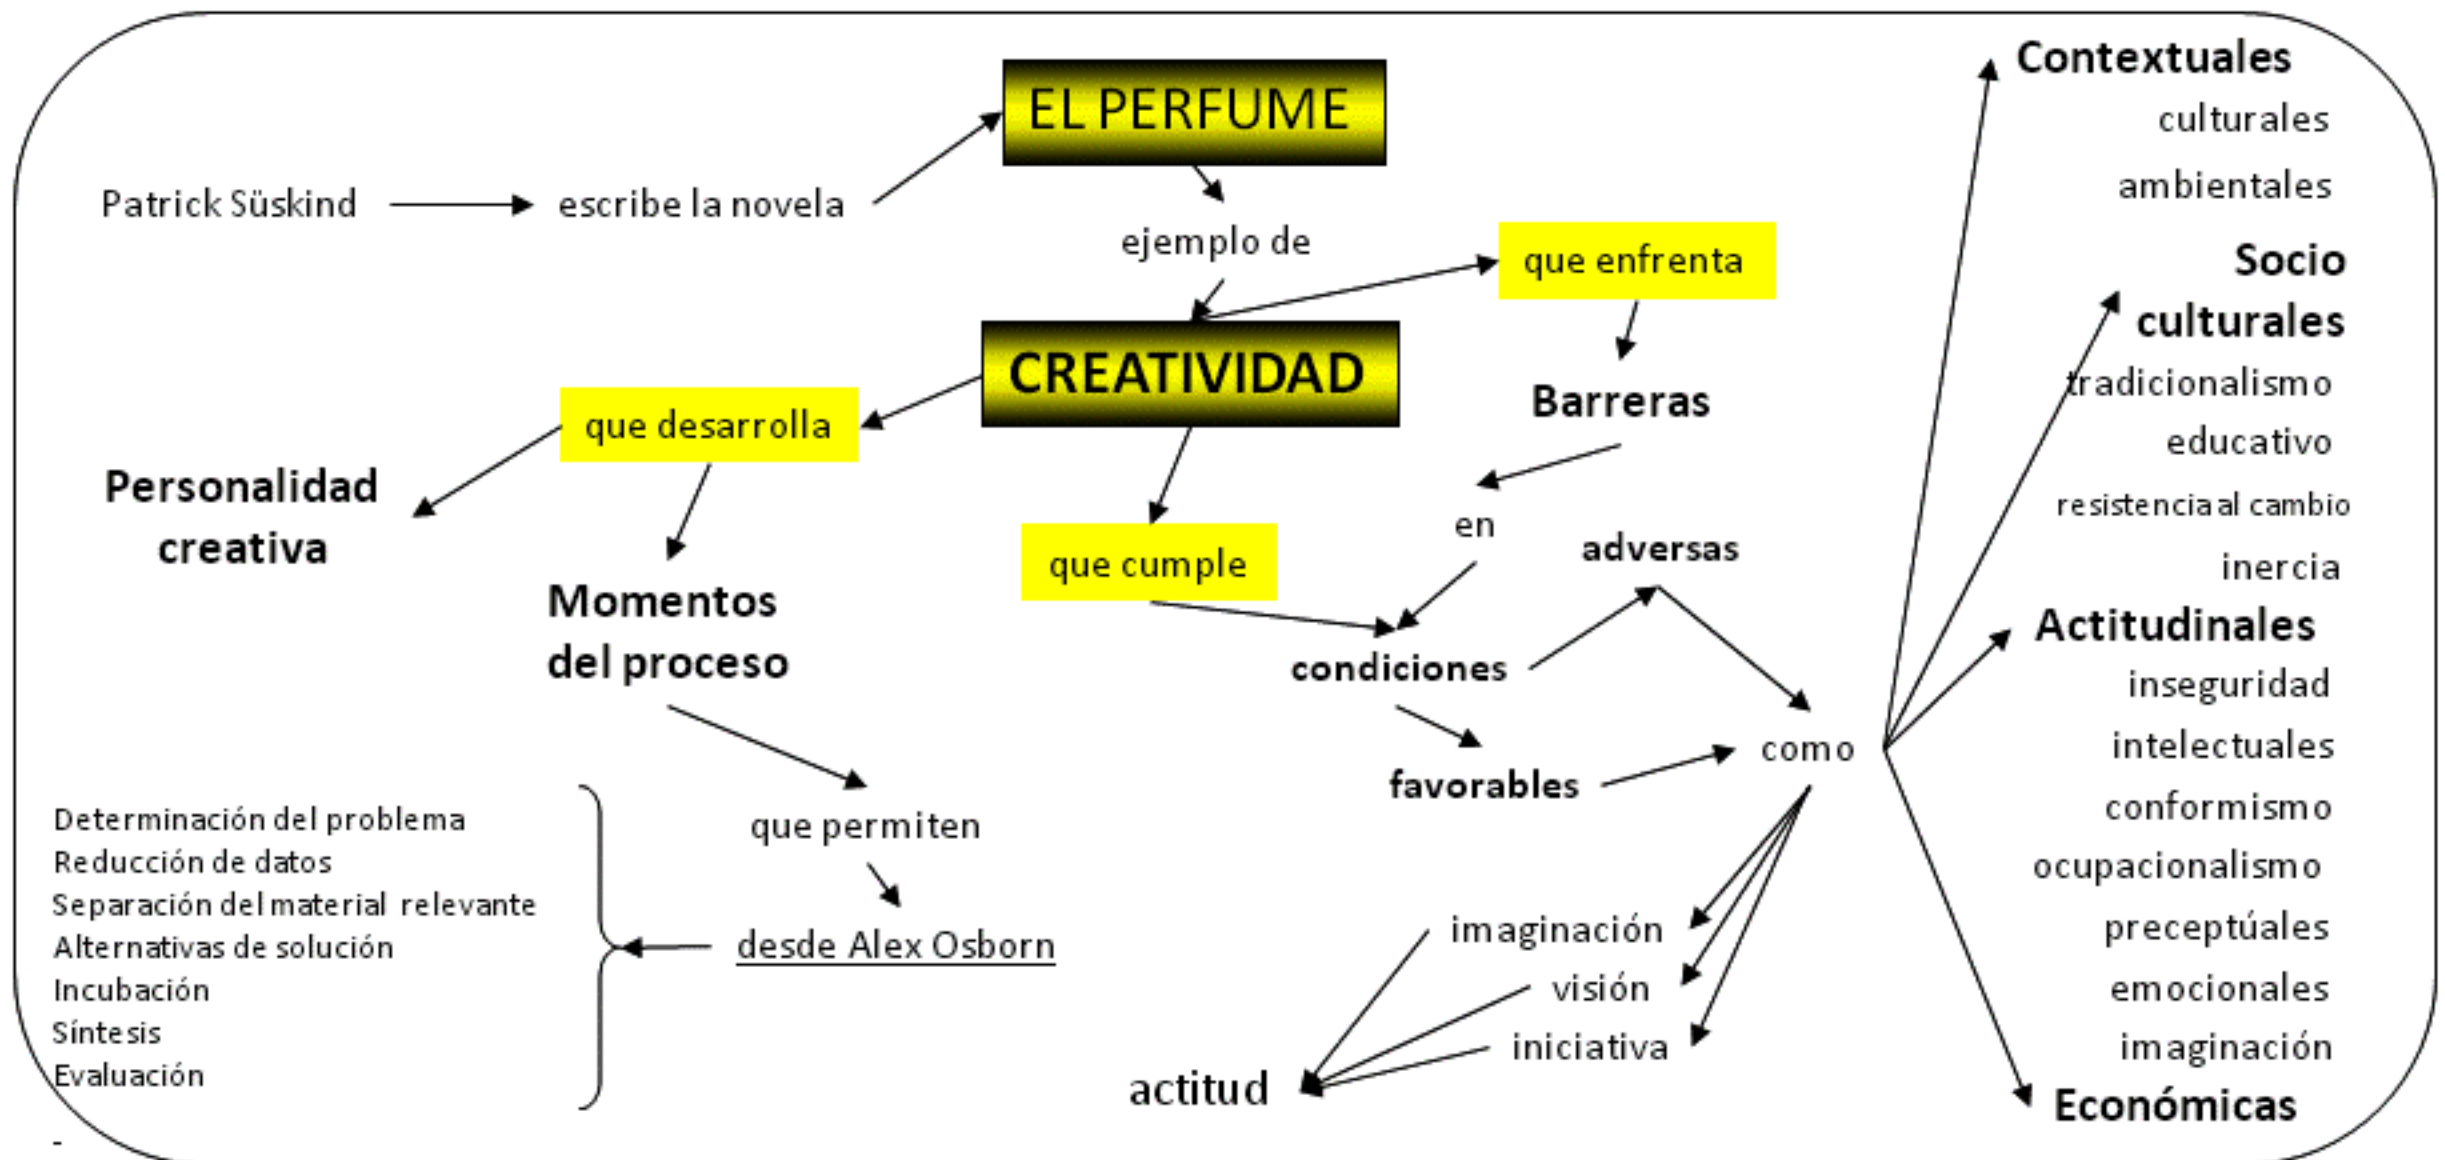 EL PERFUME
Patrick Süskind
escribe la novela
ejemplo de
que enfrenta
CREATIVIDAD
Barreras
que desarrolla
Personalidad
creativa
Momentos
del proceso
que cumple
en
adversas
condiciones
favorables
como
que permiten
desde Alex Osborn
Determinación del problema
Reducción de datos
Separación del material relevante
Alternativas de solución
Incubación
Síntesis
Evaluación
-
imaginación
visión
iniciativa
actitud
Contextuales
culturales
ambientales
Socio
culturales
tradicionalismo
educativo
resistencia al cambio
inercia
Actitudinales
inseguridad
intelectuales
conformismo
ocupacionalismo
preceptúales
emocionales
imaginación
Económicas